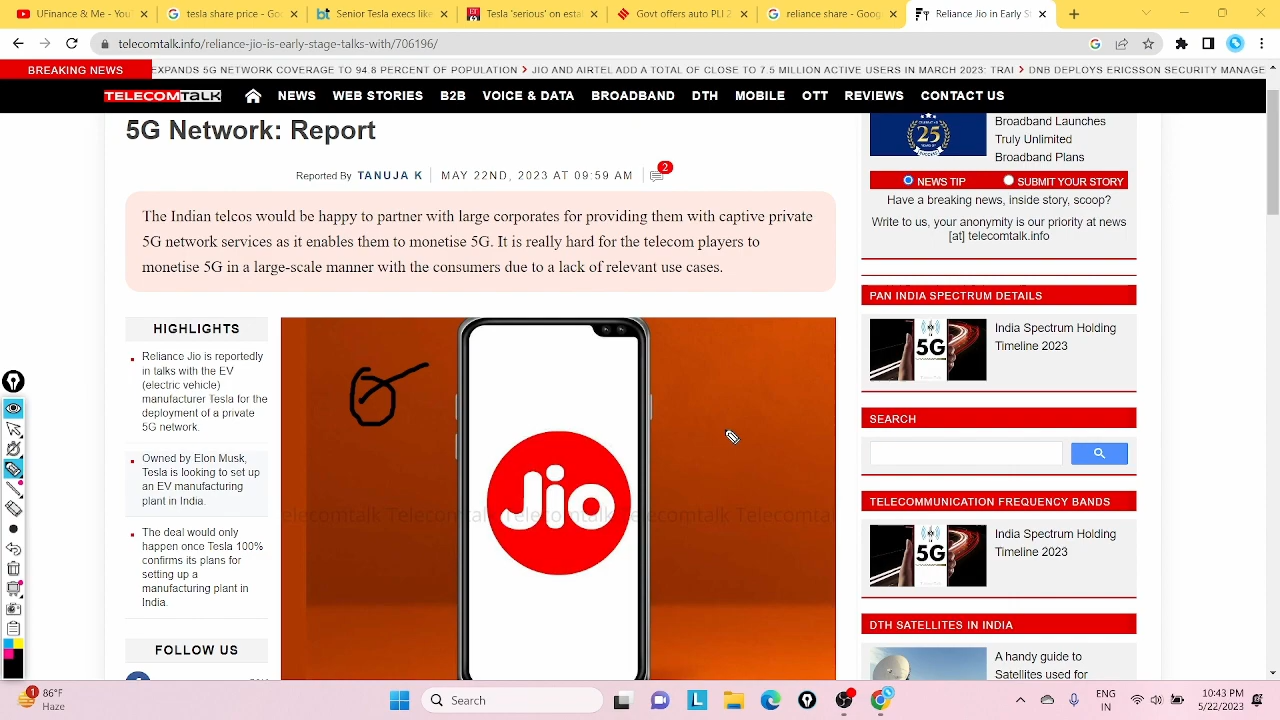 UFinance & Me - You
tesla share price - Goo
Senior Tesla execs like
Tesla 'serious' on estab
Govt offers auto PLI 2
reliance share - Goog
Reliance Jio in Early St
telecomtalk.info/reliance-jio-is-early-stage-talks-with/706196/
BREAKING NEWS
EXPANDS 5G NETWORK COVERAGE TO 94.8 PERCENT OF POPULATION > JIO AND AIRTEL ADD A TOTAL OF CLOSE TO 7.5 MILLION ACTIVE USERS IN MARCH 2023: TRAI > DNB DEPLOYS ERICSSON SECURITY MANAGE
TELECOMTALK
NEWS WEB STORIES B2B VOICE & DATA BROADBAND DTH MOBILE OTT REVIEWS CONTACT US
5G Network: Report
Reported By TANUJA K MAY 22ND, 2023 AT 09:59 AM 2
The Indian telcos would be happy to partner with large corporates for providing them with captive private
5G network services as it enables them to monetise 5G. It is really hard for the telecom players to
monetise 5G in a large-scale manner with the consumers due to a lack of relevant use cases.
HIGHLIGHTS
Reliance Jio is reportedly
in talks with the EV
(electric vehicle)
manufacturer Tesla for the
deployment of a private
5G network.
Owned by Elon Musk,
Tesla is looking to set up
an EV manufacturing
plant in India.
The deal would only
happen once Tesla 100%
confirms its plans for
setting up a
manufacturing plant in
India.
FOLLOW US
Jio
elecomtalk Telecomtalk Telecomtalk Telecomtalk Telecomta
25
Broadband Launches
Truly Unlimited
Broadband Plans
NEWS TIP SUBMIT YOUR STORY
Have a breaking news, inside story, scoop?
Write to us, your anonymity is our priority at news
[at] telecomtalk.info
PAN INDIA SPECTRUM DETAILS
5G
India Spectrum Holding
Timeline 2023
SEARCH
TELECOMMUNICATION FREQUENCY BANDS
5G
India Spectrum Holding
Timeline 2023
DTH SATELLITES IN INDIA
A handy guide to
Satellites used for
1
86°F
Haze
Search
ENG
IN
10:43 PM
5/22/2023